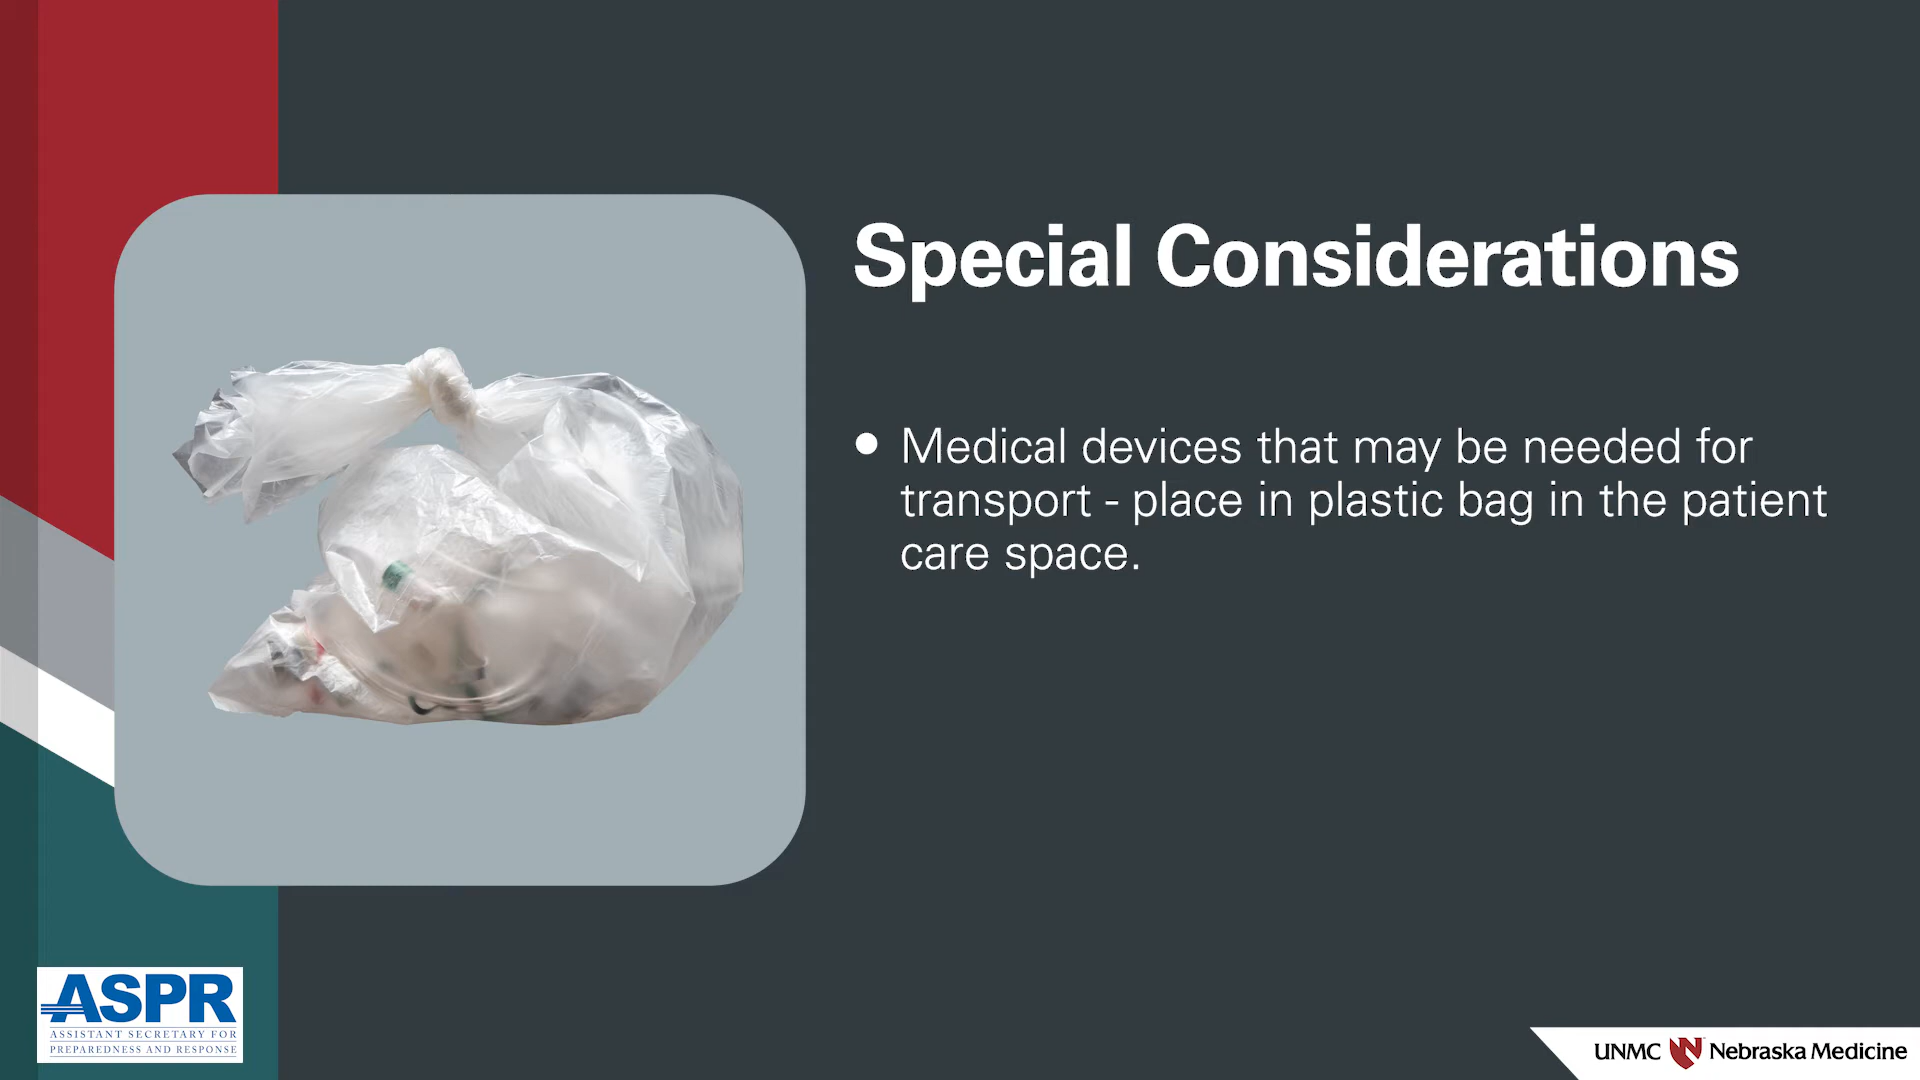 Special Considerations
• Medical devices that may be needed for
transport - place in plastic bag in the patient
care space.
ASPR
ASSISTANT SECRETARY FOR
PREPAREDNESS AND RESPONSE
UNMC Nebraska Medicine